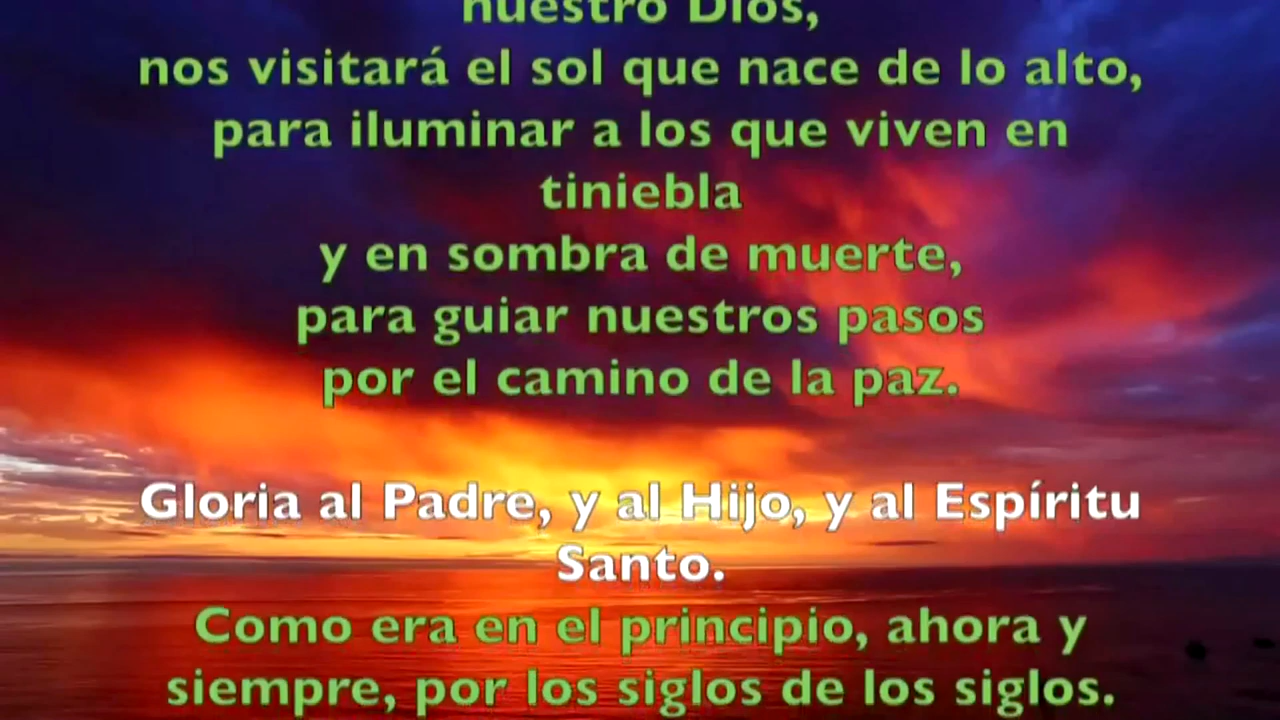 nuestro Dios,
nos visitará el sol que nace de lo alto,
para iluminar a los que viven en
tiniebla
y en sombra de muerte,
para guiar nuestros pasos
por el camino de la paz.
Gloria al Padre, y al Hijo, y al Espíritu
Santo.
Como era en el principio, ahora y
siempre, por los siglos de los siglos.